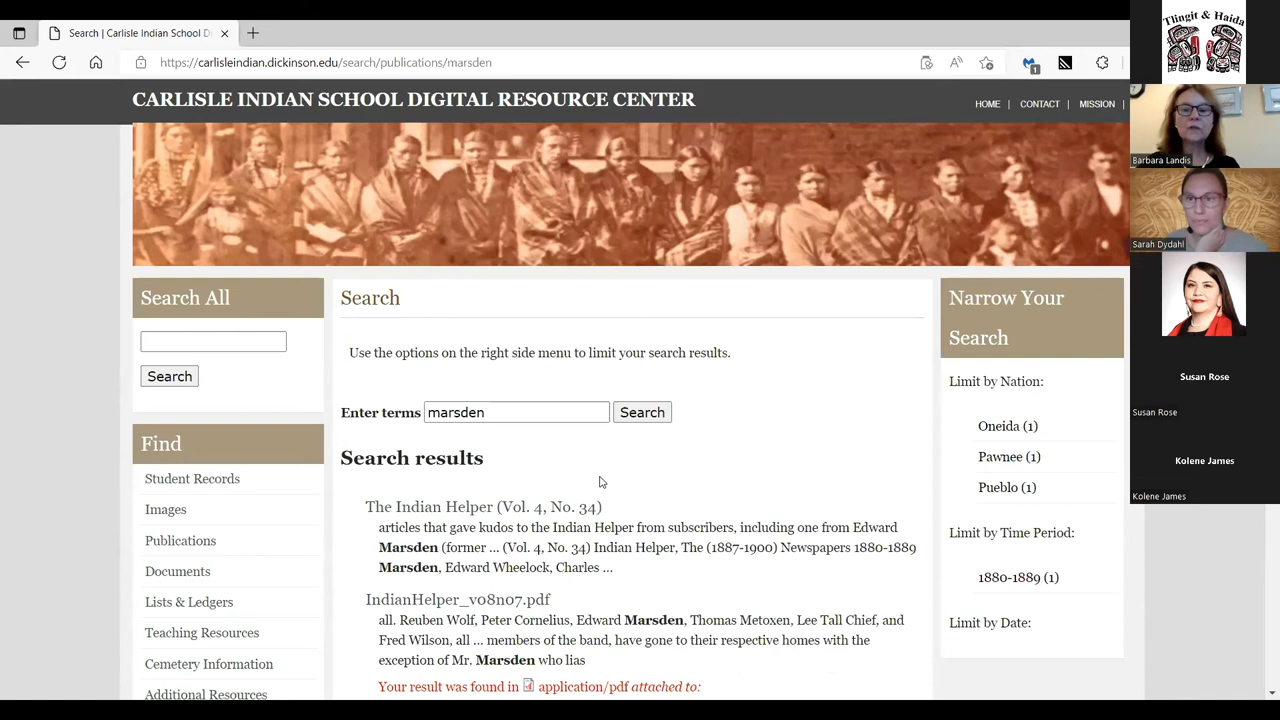 Search | Carlisle Indian School D
https://carlisleindian.dickinson.edu/search/publications/marsden
1
CARLISLE INDIAN SCHOOL DIGITAL RESOURCE CENTER
HOME | CONTACT | MISSION |
Search All
Search
Find
Student Records
Images
Publications
Documents
Lists & Ledgers
Teaching Resources
Cemetery Information
Additional Resources
Search
Use the options on the right side menu to limit your search results.
Enter terms marsden Search
Search results
The Indian Helper (Vol. 4, No. 34)
articles that gave kudos to the Indian Helper from subscribers, including one from Edward
Marsden (former ... (Vol. 4, No. 34) Indian Helper, The (1887-1900) Newspapers 1880-1889
Marsden, Edward Wheelock, Charles ...
IndianHelper_v08n07.pdf
all. Reuben Wolf, Peter Cornelius, Edward Marsden, Thomas Metoxen, Lee Tall Chief, and
Fred Wilson, all ... members of the band, have gone to their respective homes with the
exception of Mr. Marsden who lias
Your result was found in application/pdf attached to:
Narrow Your
Search
Limit by Nation:
Oneida (1)
Pawnee (1)
Pueblo (1)
Limit by Time Period:
1880-1889 (1)
Limit by Date:
Tlingit & Haida
Barbara Landis
Sarah Dydahl
Susan Rose
Susan Rose
Kolene James
Kolene James